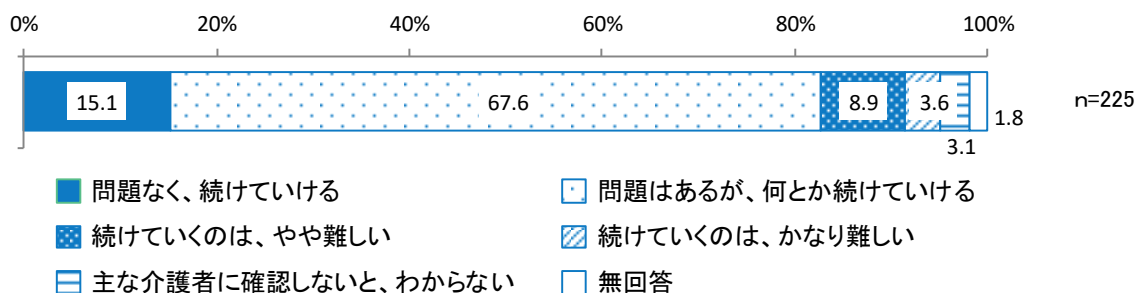 0% 20% 40% 60% 80% 100%
15.1 67.6 8.9 3.6 1.8 n=225
3.1
問題なく、続けていける 問題はあるが、何とか続けていける
続けていくのは、やや難しい 続けていくのは、かなり難しい
主な介護者に確認しないと、わからない 無回答